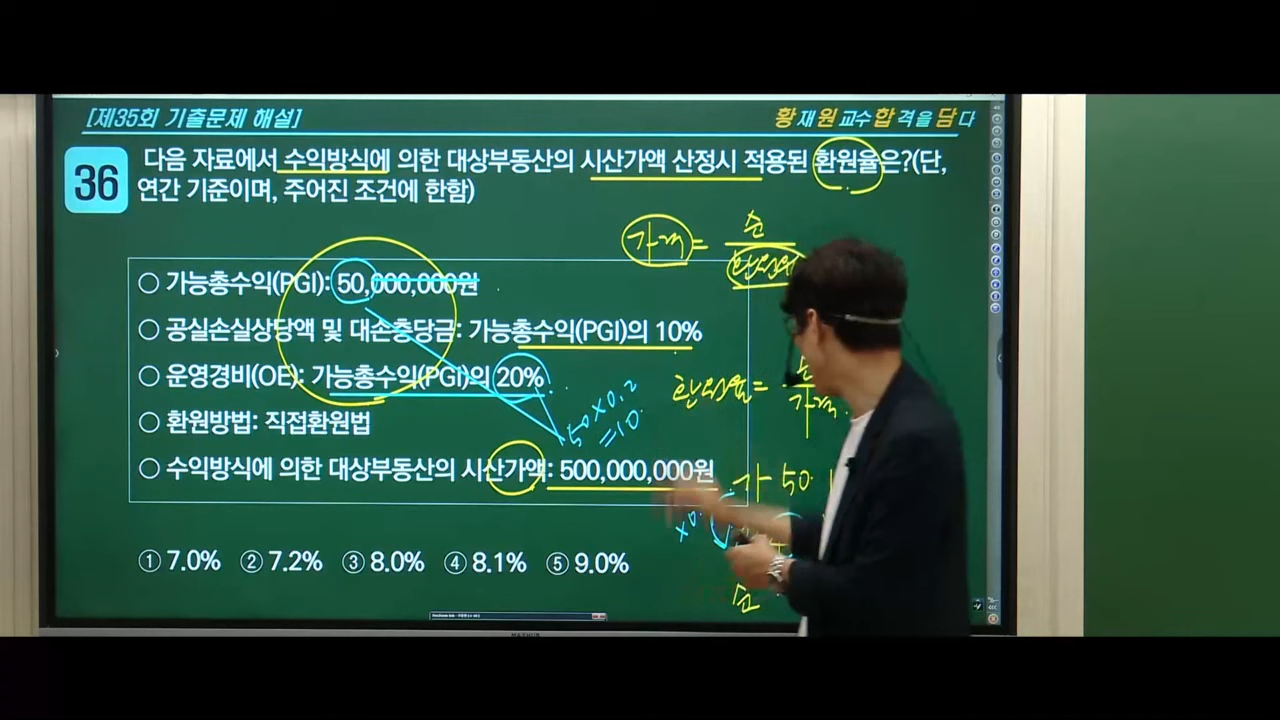 [제35회 기출문제 해설]
황재원교수합격을담다
36
다음 자료에서 수익방식에 의한 대상부동산의 시산가액 산정시 적용된 환원율은?(단,
연간 기준이며, 주어진 조건에 한함)
가격 = 순
환원율
○ 가능총수익(PGI): 50,000,000원
○ 공실손실상당액 및 대손충당금: 가능총수익(PGI)의 10%
○ 운영경비(OE): 가능총수익(PGI)의 20%
환원율 = 순
가격
○ 환원방법: 직접환원법
50×0.2
=10
○ 수익방식에 의한 대상부동산의 시산가액: 500,000,000원
가 50
×0.
순
① 7.0% ② 7.2% ③ 8.0% ④ 8.1% ⑤ 9.0%